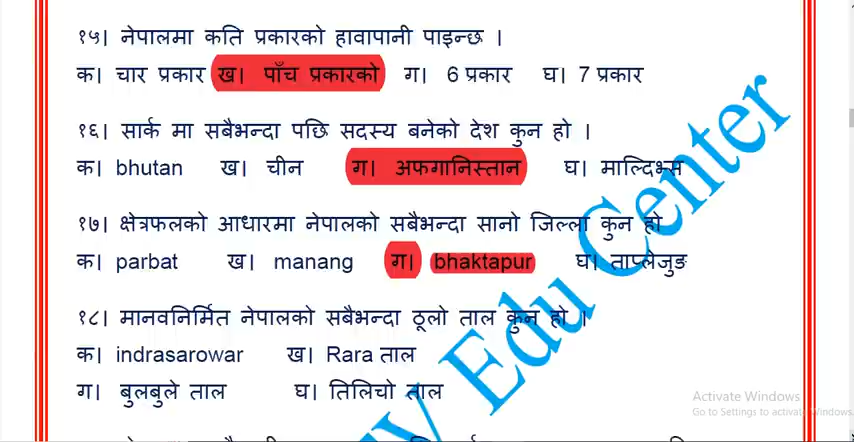 १५। नेपालमा कति प्रकारको हावापानी पाइन्छ ।
क। चार प्रकार ख। पाँच प्रकारको ग। 6 प्रकार घ। 7 प्रकार
१६। सार्क मा सबैभन्दा पछि सदस्य बनेको देश कुन हो ।
क। bhutan ख। चीन ग। अफगानिस्तान घ। माल्दिभ्स
१७। क्षेत्रफलको आधारमा नेपालको सबैभन्दा सानो जिल्ला कुन हो
क। parbat ख। manang ग। bhaktapur घ। ताप्लेजुङ
१८। मानवनिर्मित नेपालको सबैभन्दा ठूलो ताल कुन हो ।
क। indrasarowar ख। Rara ताल
ग। बुलबुले ताल घ। तिलिचो ताल
Edu Center
Activate Windows
Go to Settings to activate Windows.